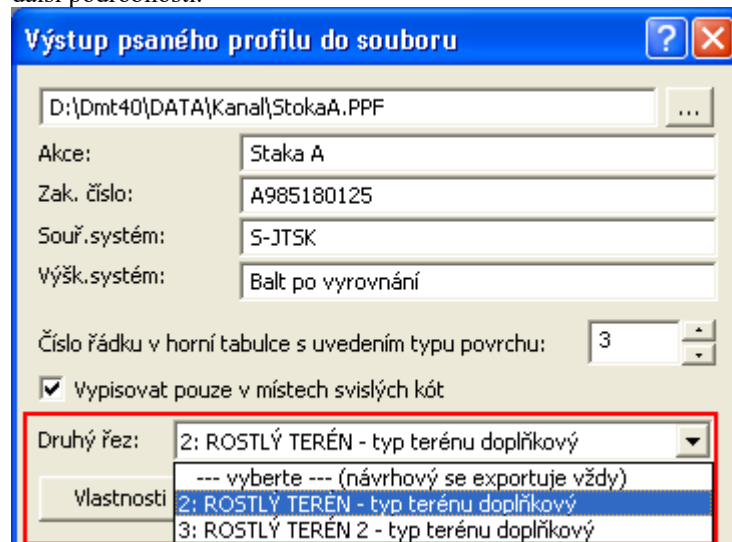 další podrobnosti.
Výstup psaného profilu do souboru
D:\Dmt40\DATA\Kanal\StokaA.PPF
...
Akce:
Staka A
Zak. číslo:
A985180125
Souř.systém:
S-JTSK
Výšk.systém:
Balt po vyrovnání
Číslo řádku v horní tabulce s uvedením typu povrchu:
3
Vypisovat pouze v místech svislých kót
Druhý řez:
2: ROSTLÝ TERÉN - typ terénu doplňkový
--- vyberte --- (návrhový se exportuje vždy)
Vlastnosti
2: ROSTLÝ TERÉN - typ terénu doplňkový
3: ROSTLÝ TERÉN 2 - typ terénu doplňkový